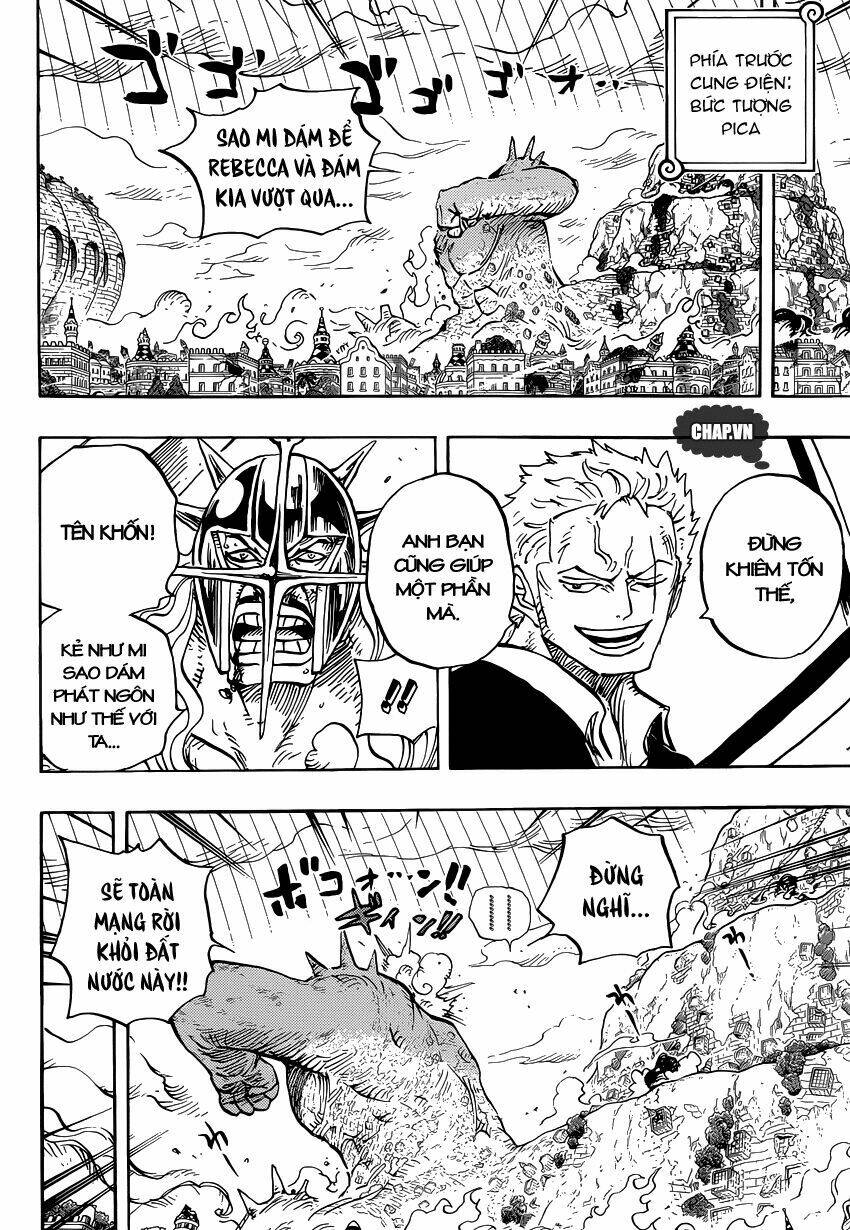 PHÍA TRƯỚC
CUNG ĐIỆN:
BỨC TƯỢNG
PICA
ゴゴゴゴゴオ…
SAO MI DÁM ĐỂ
REBECCA VÀ ĐÁM
KIA VƯỢT QUA...
CHAP.VN
ĐỪNG
KHIÊM TỐN
THẾ,
ANH BẠN
CŨNG GIÚP
MỘT PHẦN
MÀ.
TÊN KHỐN!
KẺ NHƯ MI
SAO DÁM
PHÁT NGÔN
NHƯ THẾ VỚI
TA...
!!
ĐỪNG
NGHĨ...
ボコォ…ン!!
ギィン!!
SẼ TOÀN
MẠNG RỜI
KHỎI ĐẤT
NƯỚC NÀY!!